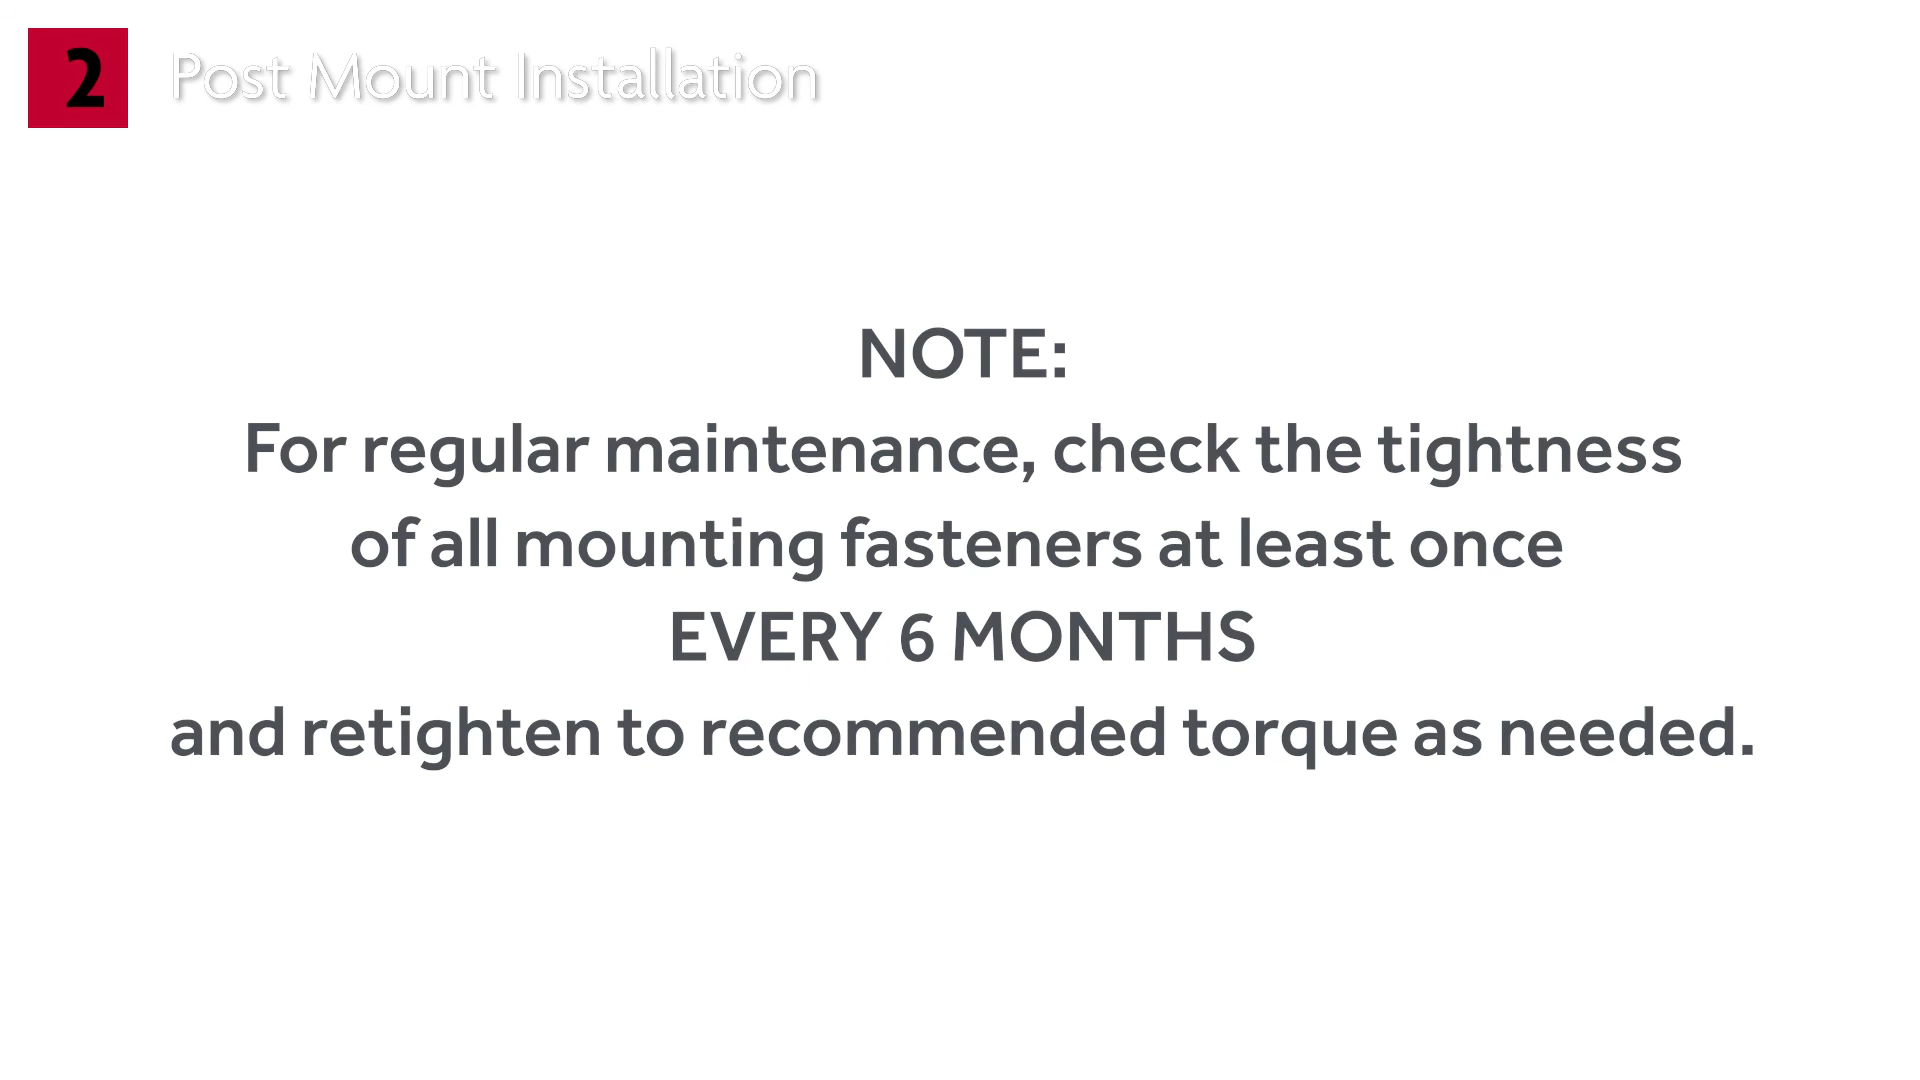 2 Post Mount Installation
NOTE:
For regular maintenance, check the tightness
of all mounting fasteners at least once
EVERY 6 MONTHS
and retighten to recommended torque as needed.